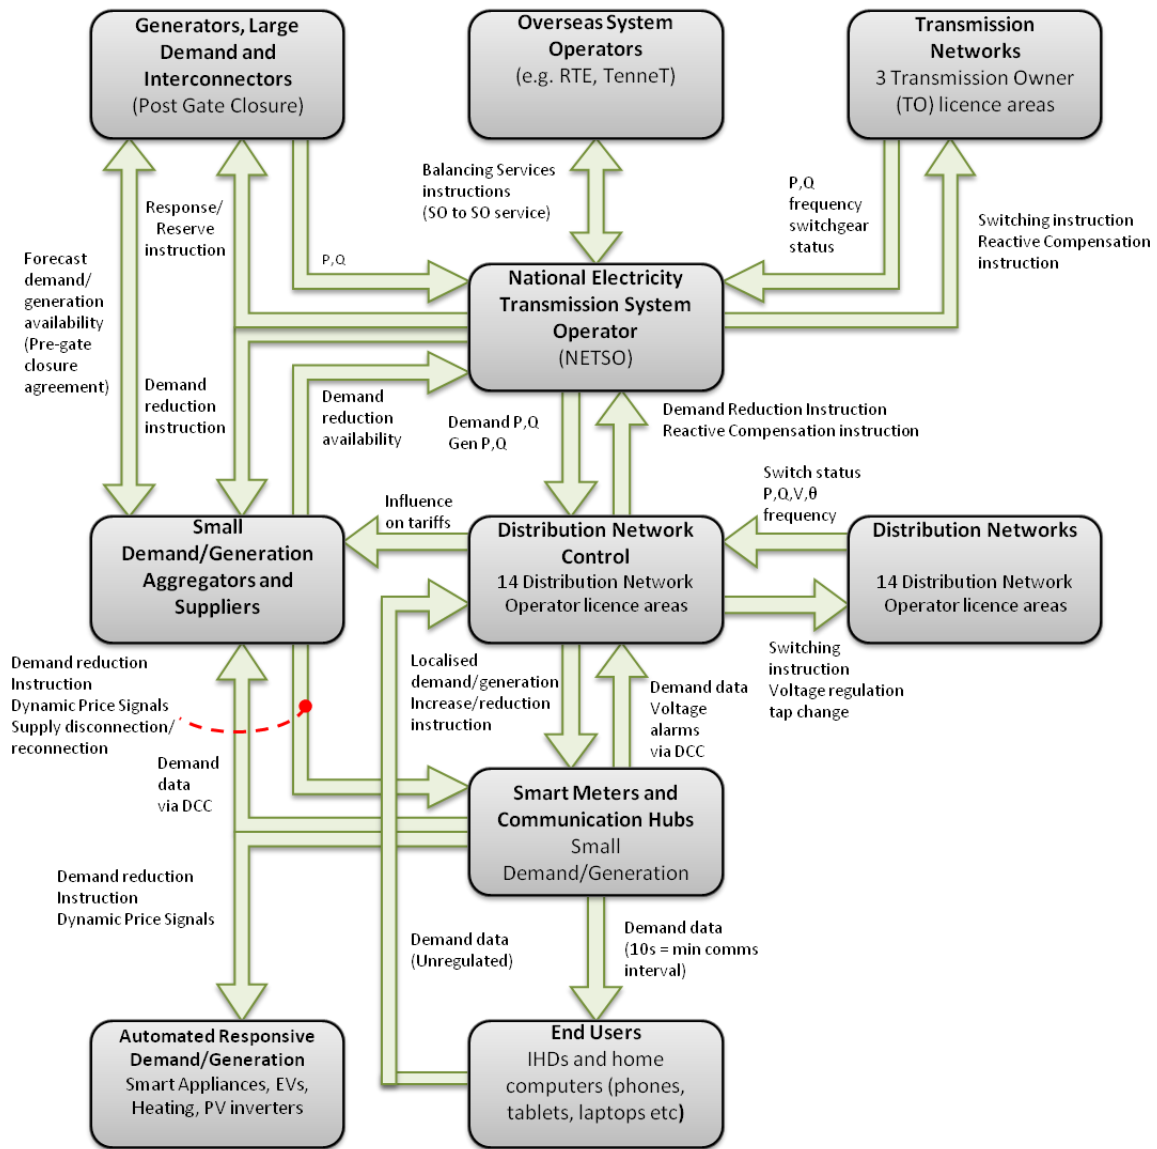 Generators, Large
Demand and
Interconnectors
(Post Gate Closure)
Overseas System
Operators
(e.g. RTE, TenneT)
Transmission
Networks
3 Transmission Owner
(TO) licence areas
Response/
Reserve
instruction
P,Q
Balancing Services
instructions
(SO to SO service)
P,Q
frequency
switchgear
status
Switching instruction
Reactive Compensation
instruction
Forecast
demand/
generation
availability
(Pre-gate
closure
agreement)
National Electricity
Transmission System
Operator
(NETSO)
Demand
reduction
instruction
Demand
reduction
availability
Demand P,Q
Gen P,Q
Demand Reduction Instruction
Reactive Compensation instruction
Influence
on tariffs
Switch status
P,Q,V,θ
frequency
Small
Demand/Generation
Aggregators and
Suppliers
Distribution Network
Control
14 Distribution Network
Operator licence areas
Distribution Networks
14 Distribution Network
Operator licence areas
Demand reduction
Instruction
Dynamic Price Signals
Supply disconnection/
reconnection
Demand
data
via DCC
Localised
demand/generation
Increase/reduction
instruction
Demand data
Voltage
alarms
via DCC
Switching
instruction
Voltage regulation
tap change
Smart Meters and
Communication Hubs
Small
Demand/Generation
Demand reduction
Instruction
Dynamic Price Signals
Demand data
(Unregulated)
Demand data
(10s = min comms
interval)
Automated Responsive
Demand/Generation
Smart Appliances, EVs,
Heating, PV inverters
End Users
IHDs and home
computers (phones,
tablets, laptops etc)